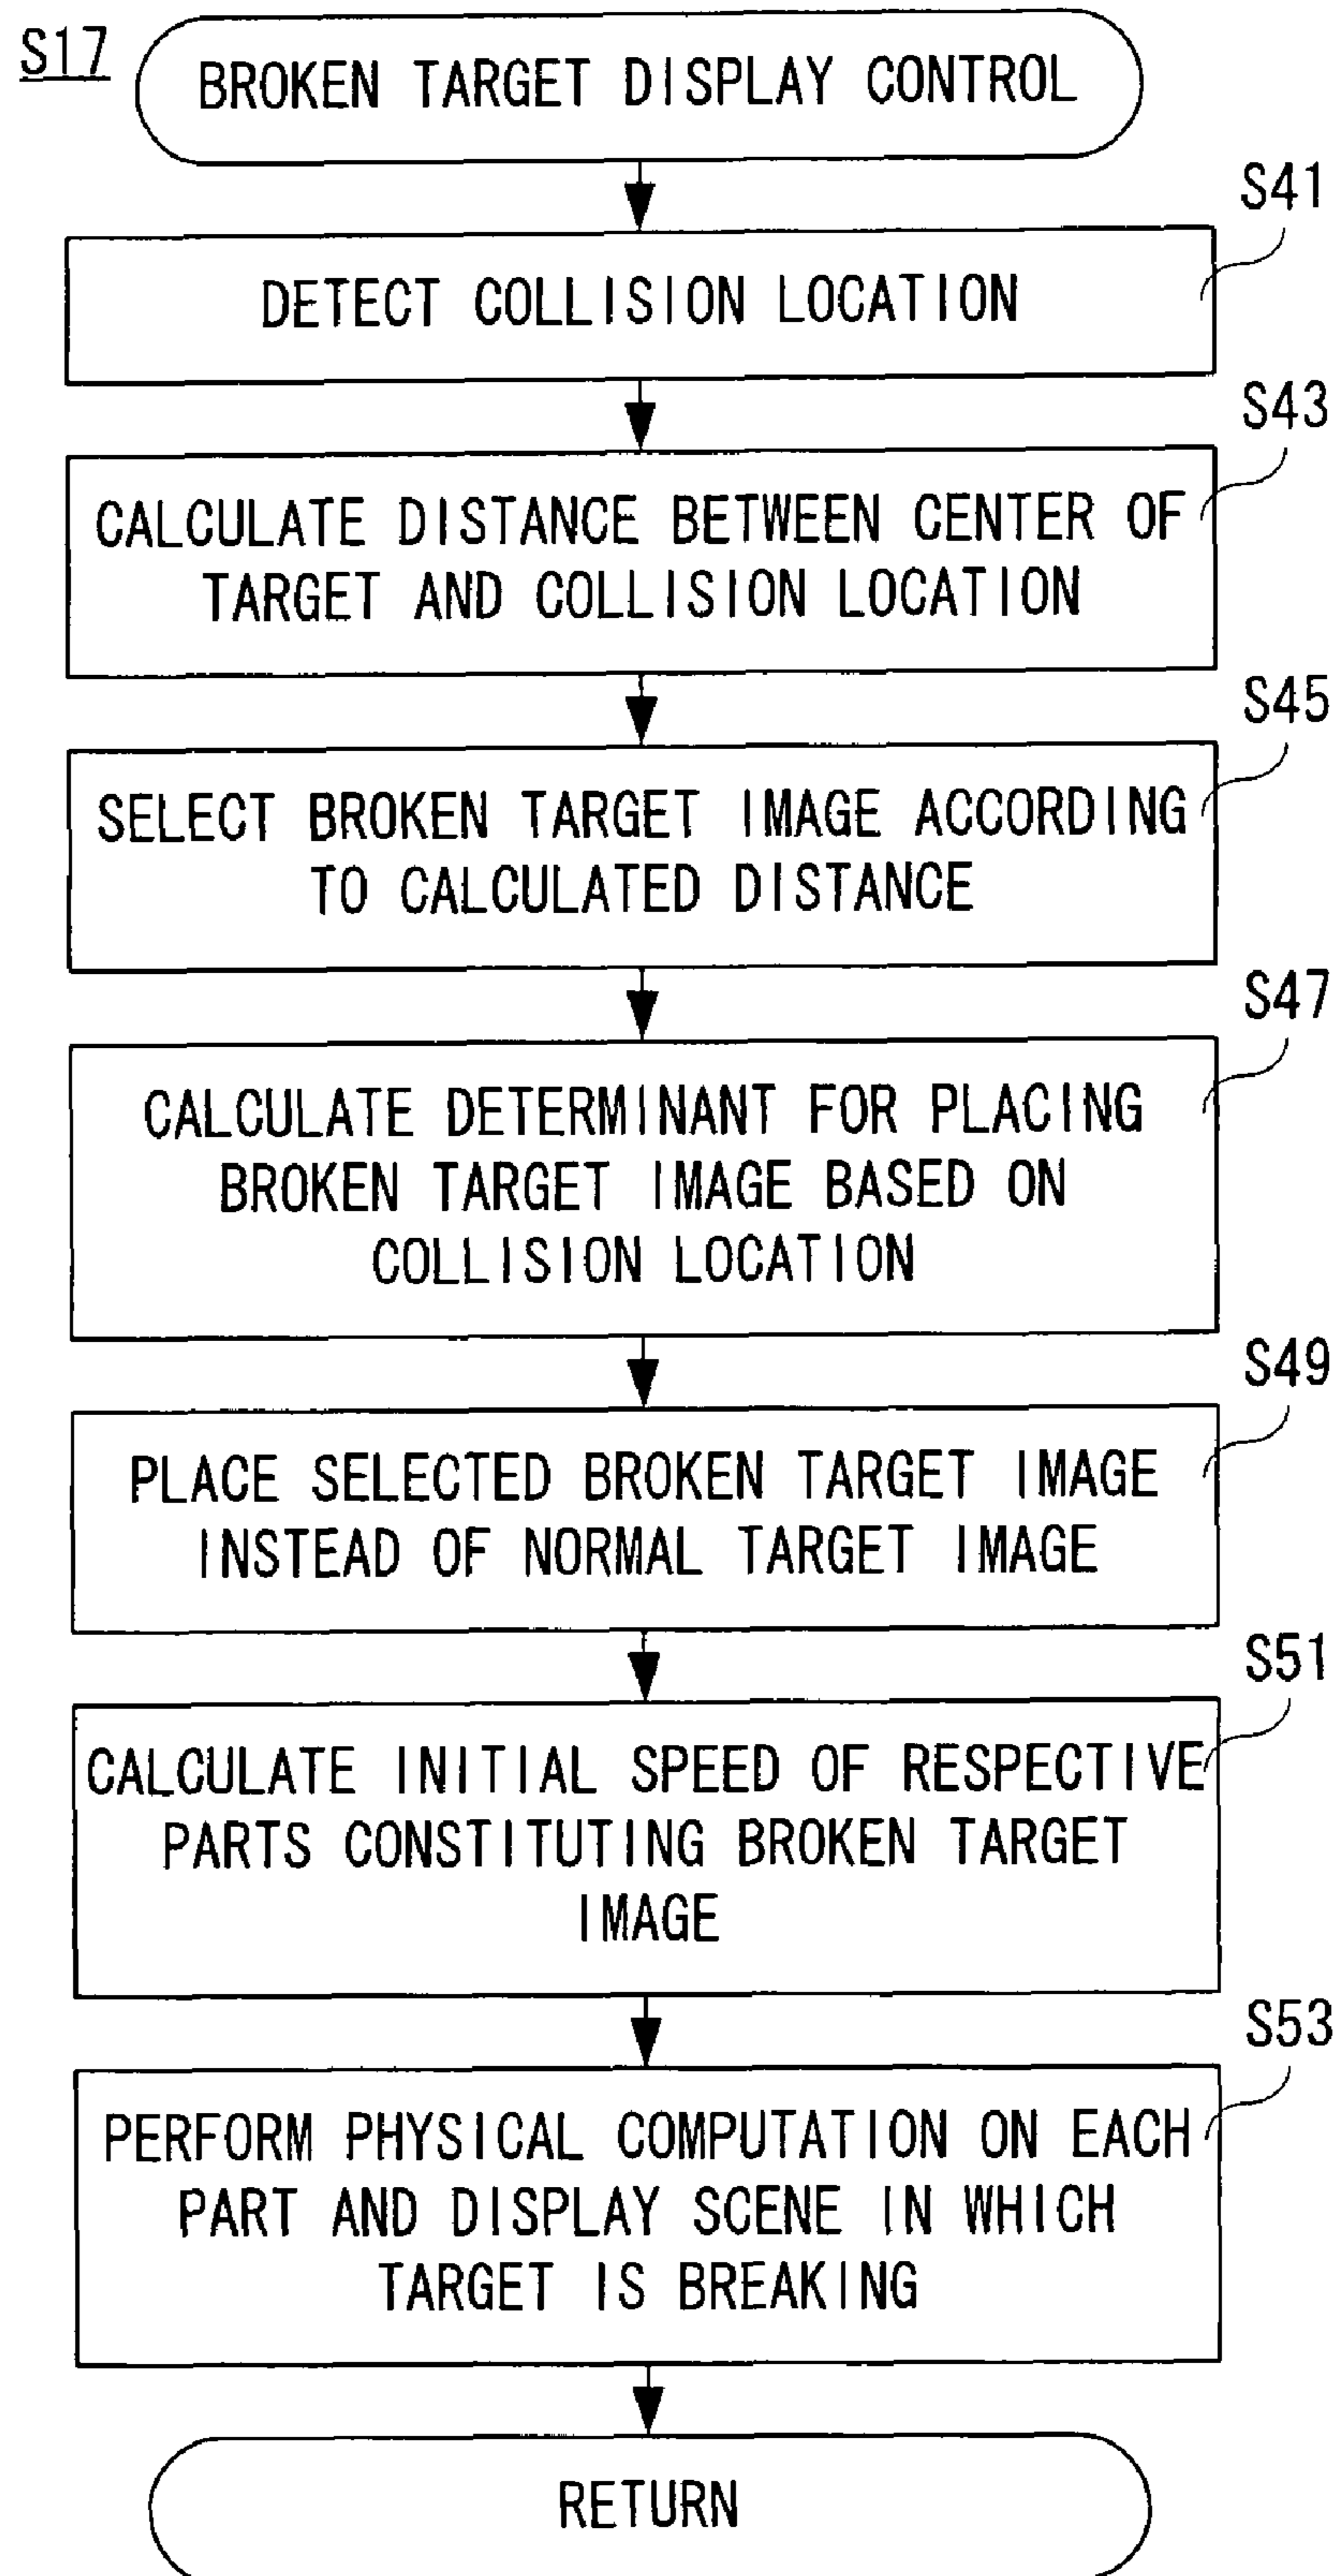 S17
BROKEN TARGET DISPLAY CONTROL
S41
DETECT COLLISION LOCATION
S43
CALCULATE DISTANCE BETWEEN CENTER OF
TARGET AND COLLISION LOCATION
S45
SELECT BROKEN TARGET IMAGE ACCORDING
TO CALCULATED DISTANCE
S47
CALCULATE DETERMINANT FOR PLACING
BROKEN TARGET IMAGE BASED ON
COLLISION LOCATION
S49
PLACE SELECTED BROKEN TARGET IMAGE
INSTEAD OF NORMAL TARGET IMAGE
S51
CALCULATE INITIAL SPEED OF RESPECTIVE
PARTS CONSTITUTING BROKEN TARGET
IMAGE
S53
PERFORM PHYSICAL COMPUTATION ON EACH
PART AND DISPLAY SCENE IN WHICH
TARGET IS BREAKING
RETURN